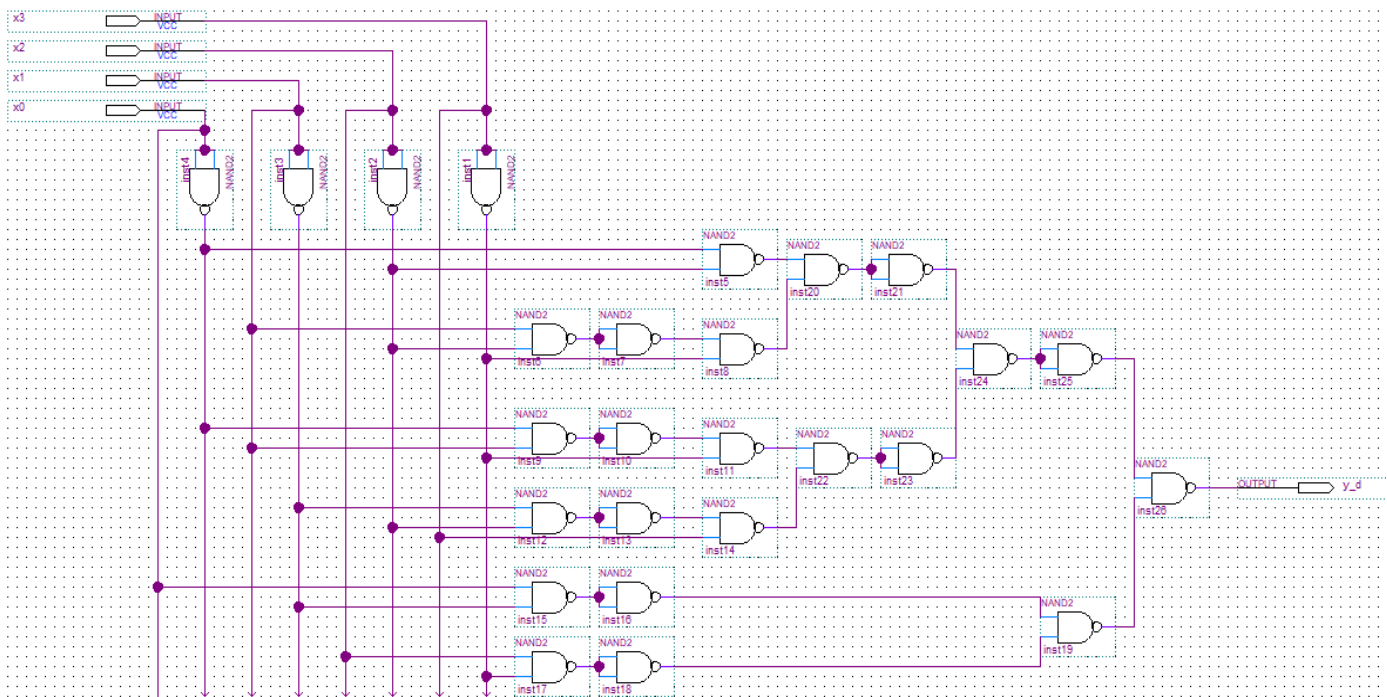 x3 INPUT
VCC
x2 INPUT
VCC
x1 INPUT
VCC
x0 INPUT
VCC
inst4 NAND2
inst3 NAND2
inst2 NAND2
inst1 NAND2
NAND2
inst5
NAND2
inst20
NAND2
inst21
NAND2
inst6
NAND2
inst7
NAND2
inst8
NAND2
inst24
NAND2
inst25
NAND2
inst9
NAND2
inst10
NAND2
inst11
NAND2
inst22
NAND2
inst23
NAND2
inst26
OUTPUT y_d
NAND2
inst12
NAND2
inst13
NAND2
inst14
NAND2
inst15
NAND2
inst16
NAND2
inst19
NAND2
inst17
NAND2
inst18